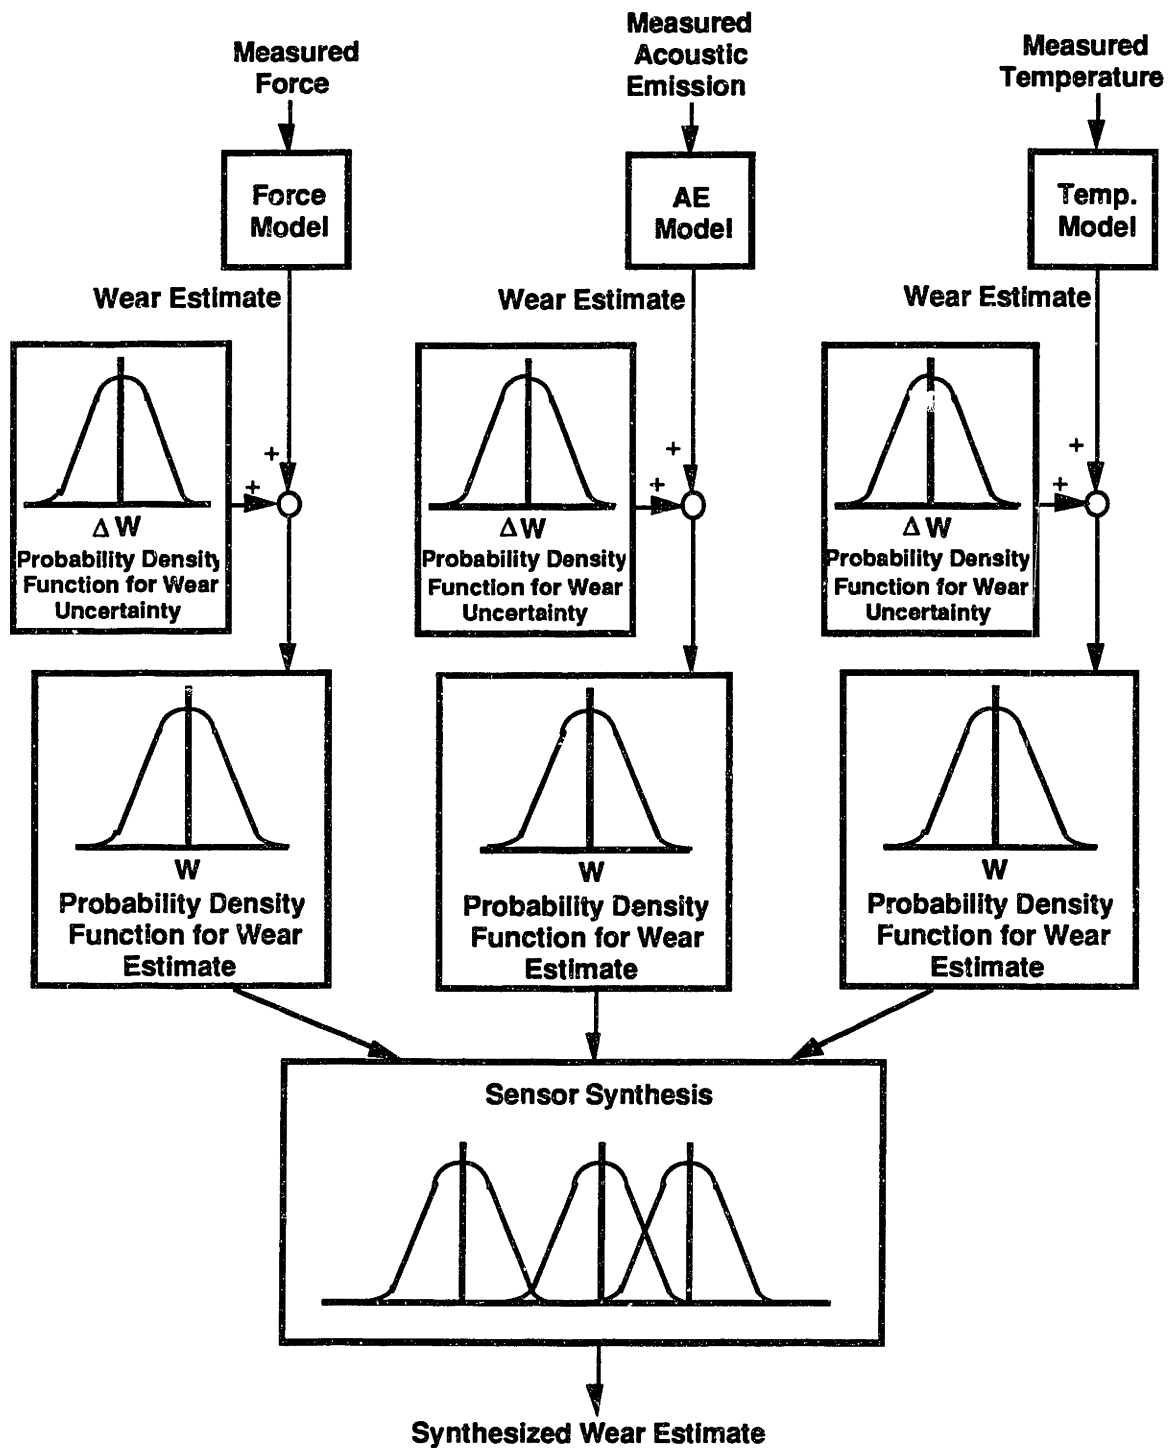 Measured
Force
Measured
Acoustic
Emission
Measured
Temperature
Force
Model
AE
Model
Temp.
Model
Wear Estimate
Wear Estimate
Wear Estimate
+
+
Δ W
Probability Density
Function for Wear
Uncertainty
+
+
Δ W
Probability Density
Function for Wear
Uncertainty
+
+
Δ W
Probability Density
Function for Wear
Uncertainty
W
Probability Density
Function for Wear
Estimate
W
Probability Density
Function for Wear
Estimate
W
Probability Density
Function for Wear
Estimate
Sensor Synthesis
Synthesized Wear Estimate